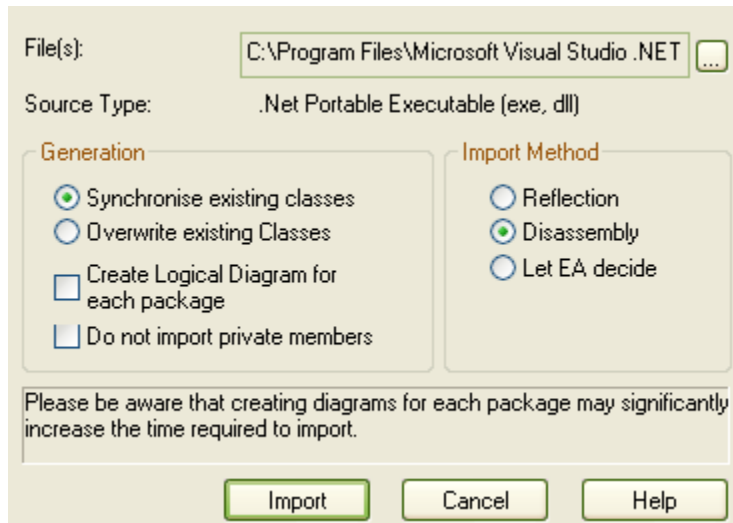 File(s):
C:\Program Files\Microsoft Visual Studio .NET
...
Source Type:
.Net Portable Executable (exe, dll)
Generation
Synchronise existing classes
Overwrite existing Classes
Create Logical Diagram for
each package
Do not import private members
Import Method
Reflection
Disassembly
Let EA decide
Please be aware that creating diagrams for each package may significantly
increase the time required to import.
Import
Cancel
Help